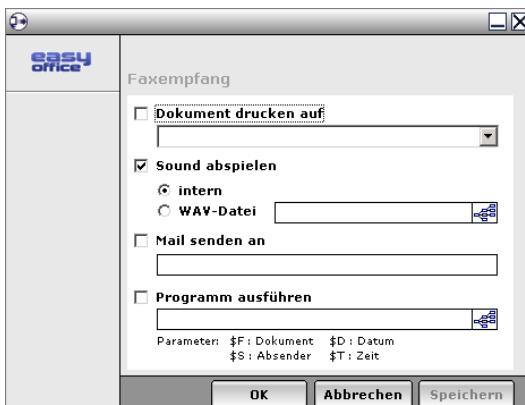 easy
office
Faxempfang
Dokument drucken auf
Sound abspielen
intern
WAV-Datei
Mail senden an
Programm ausführen
Parameter: $F : Dokument $D : Datum
$S : Absender $T : Zeit
OK Abbrechen Speichern